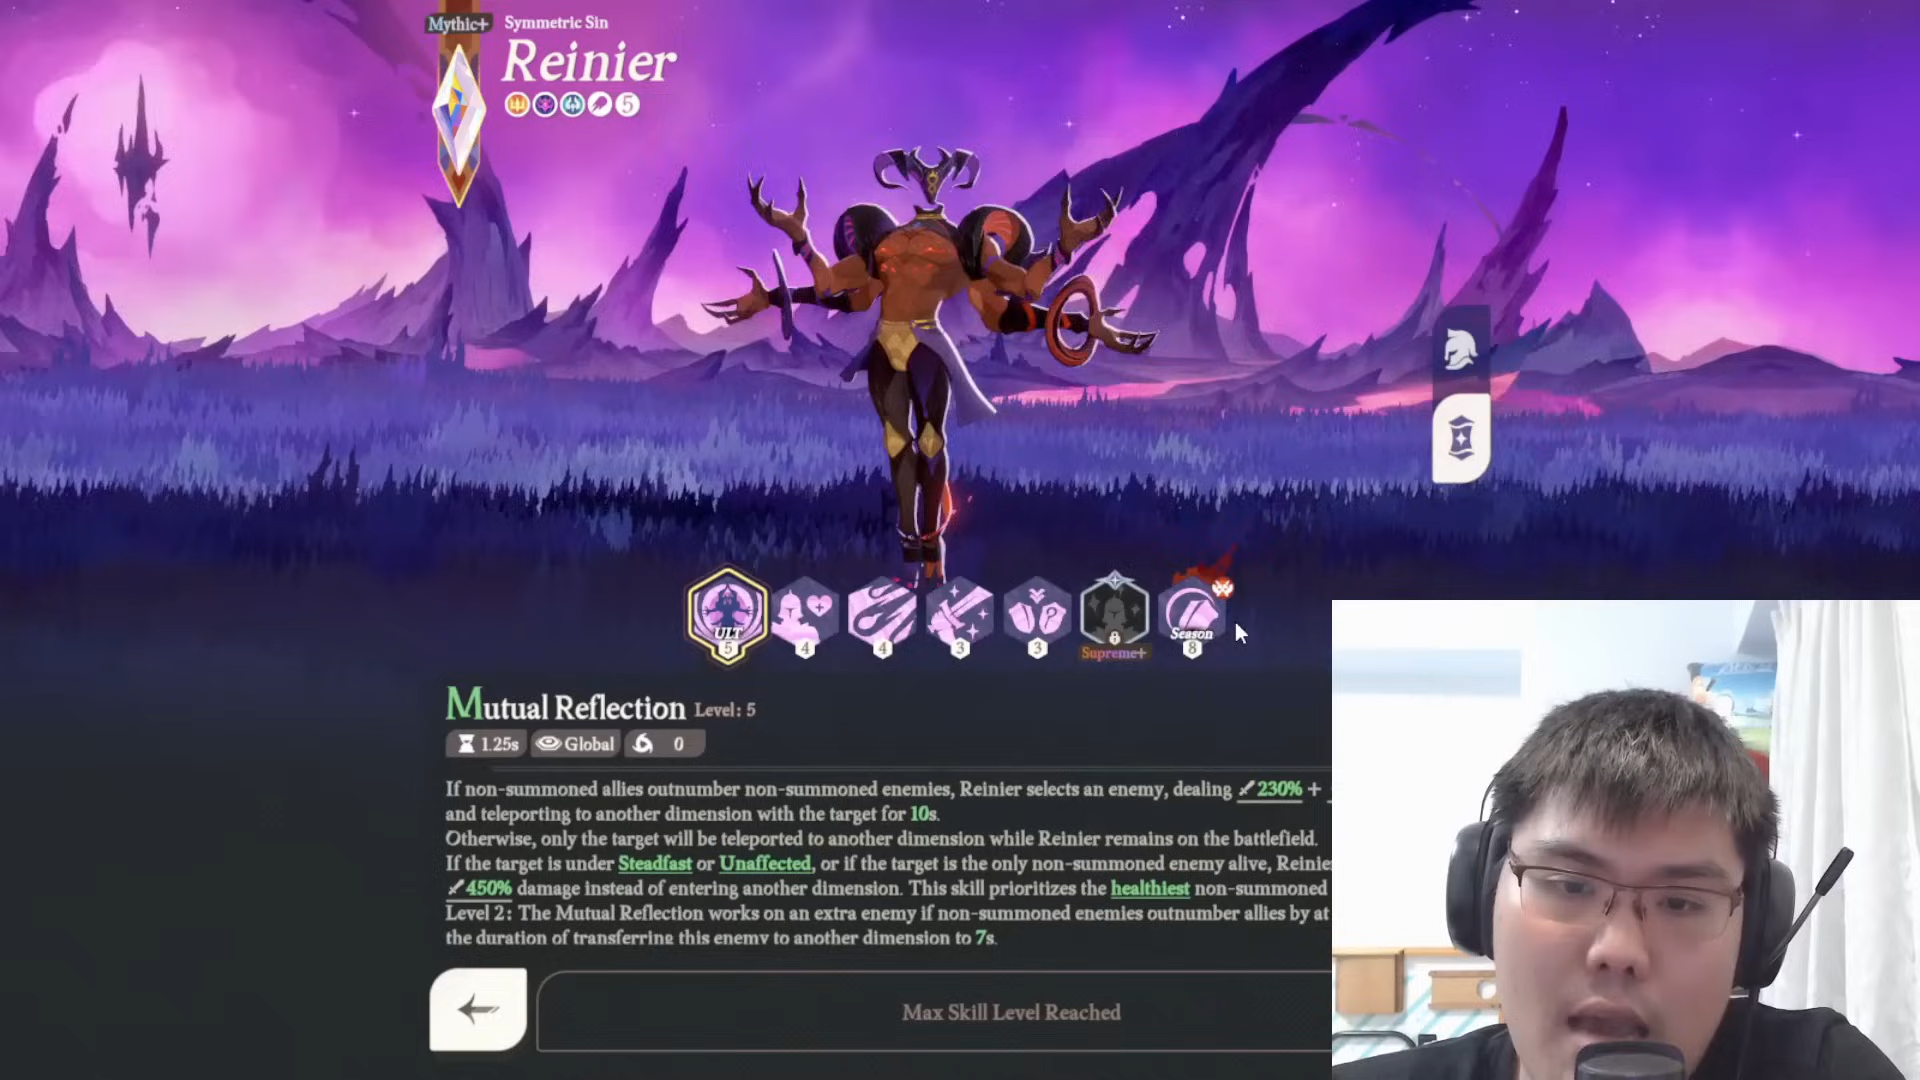 Mythic+
Symmetric Sin
Reinier
5
ULT
5
4
4
3
3
Supreme+
Season
8
Mutual Reflection Level: 5
1.25s Global 0
If non-summoned allies outnumber non-summoned enemies, Reinier selects an enemy, dealing 230% +
and teleporting to another dimension with the target for 10s.
Otherwise, only the target will be teleported to another dimension while Reinier remains on the battlefield.
If the target is under Steadfast or Unaffected, or if the target is the only non-summoned enemy alive, Reinie
450% damage instead of entering another dimension. This skill prioritizes the healthiest non-summoned
Level 2: The Mutual Reflection works on an extra enemy if non-summoned enemies outnumber allies by at
the duration of transferring this enemy to another dimension to 7s.
Max Skill Level Reached